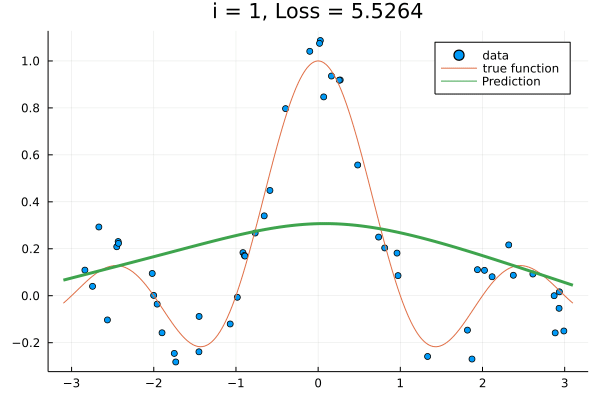 i = 1, Loss = 5.5264
data
true function
Prediction
1.0
0.8
0.6
0.4
0.2
0.0
−0.2
−3 −2 −1 0 1 2 3